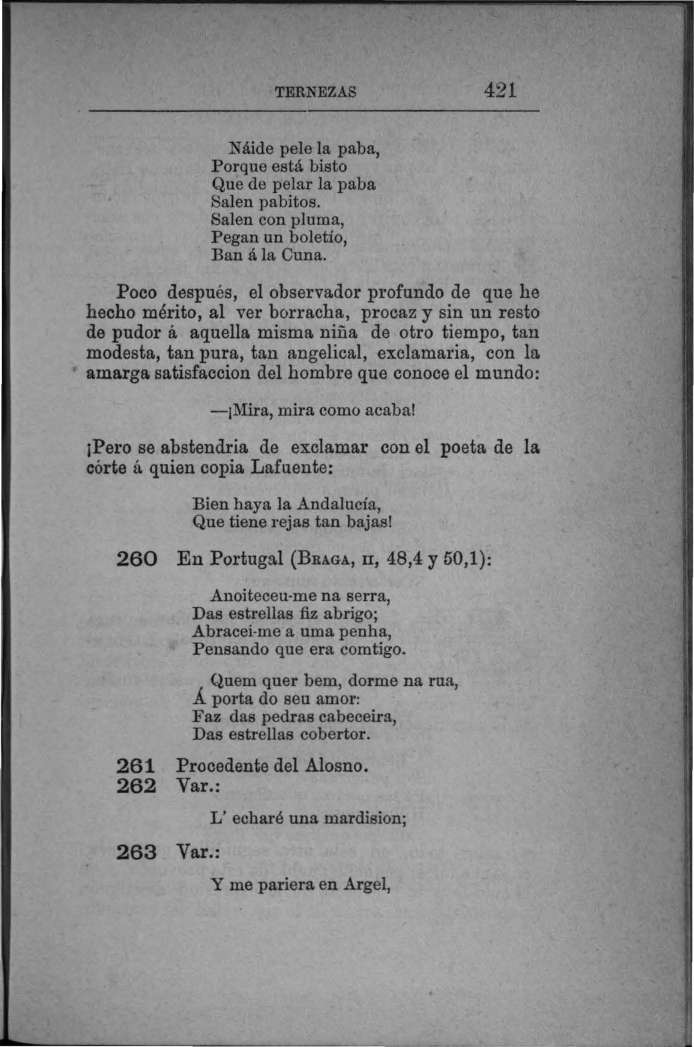 TERNEZAS 421
Náide pele la paba,
Porque está bisto
Que de pelar la paba
Salen pabitos.
Salen con pluma,
Pegan un boletío,
Ban á la Cuna.
Poco después, el observador profundo de que he
hecho mérito, al ver borracha, procaz y sin un resto
de pudor á aquella misma niña de otro tiempo, tan
modesta, tan pura, tan angelical, exclamaria, con la
amarga satisfaccion del hombre que conoce el mundo:
—¡Mira, mira como acaba!
¡Pero se abstendria de exclamar con el poeta de la
córte á quien copia Lafuente:
Bien haya la Andalucía,
Que tiene rejas tan bajas!
260 En Portugal (BRAGA, II, 48,4 y 50,1):
Anoiteceu-me na serra,
Das estrellas fiz abrigo;
Abracei-me a uma penha,
Pensando que era comtigo.
Quem quer bem, dorme na rua,
Á porta do seu amor:
Faz das pedras cabeceira,
Das estrellas cobertor.
261 Procedente del Alosno.
262 Var.:
L' echaré una mardision;
263 Var.:
Y me pariera en Argel,